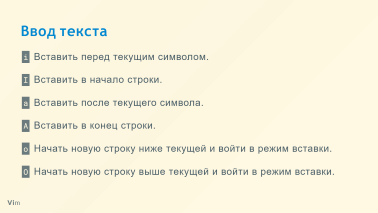 Ввод текста
i Вставить перед текущим символом.
I Вставить в начало строки.
a Вставить после текущего символа.
A Вставить в конец строки.
o Начать новую строку ниже текущей и войти в режим вставки.
O Начать новую строку выше текущей и войти в режим вставки.
Vim